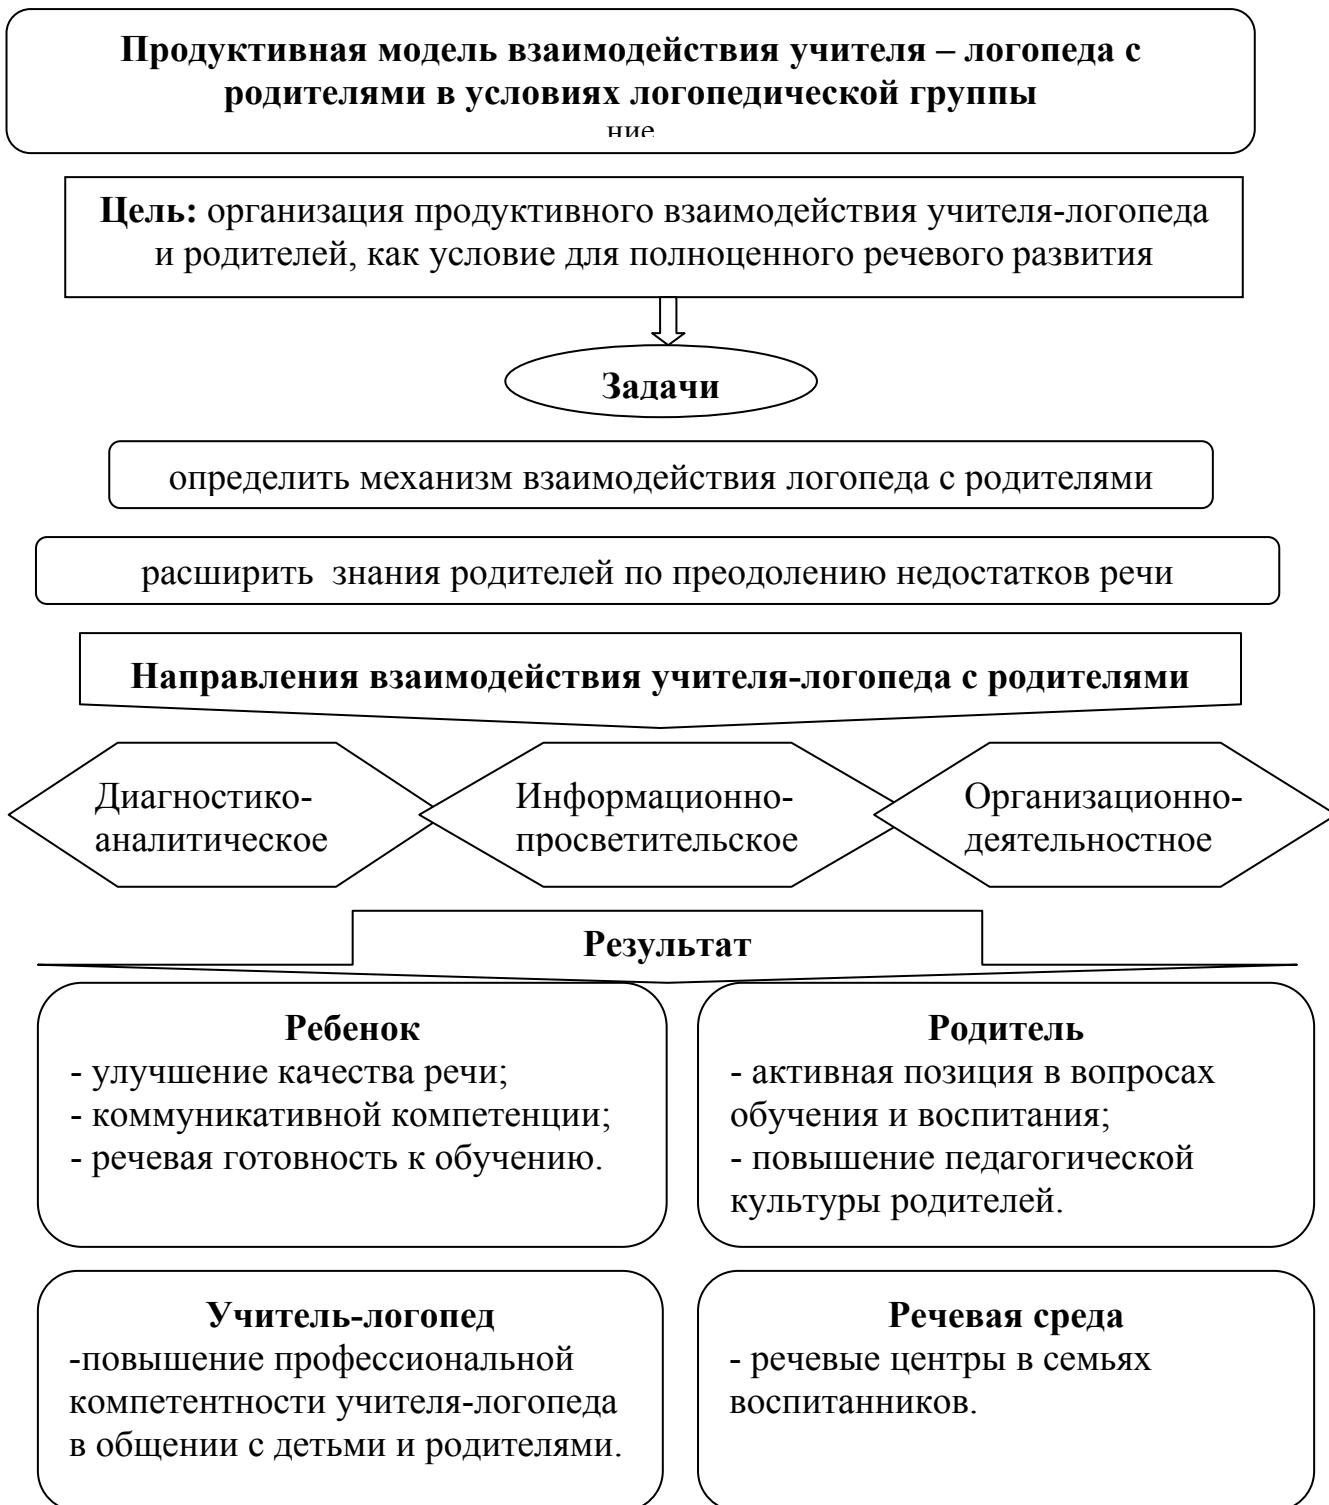 Продуктивная модель взаимодействия учителя – логопеда с
родителями в условиях логопедической группы
ние
Цель: организация продуктивного взаимодействия учителя-логопеда
и родителей, как условие для полноценного речевого развития
Задачи
определить механизм взаимодействия логопеда с родителями
расширить  знания родителей по преодолению недостатков речи
Направления взаимодействия учителя-логопеда с родителями
Диагностико-
аналитическое
Информационно-
просветительское
Организационно-
деятельностное
Результат
Ребенок
- улучшение качества речи;
- коммуникативной компетенции;
- речевая готовность к обучению.
Родитель
- активная позиция в вопросах
обучения и воспитания;
- повышение педагогической
культуры родителей.
Учитель-логопед
-повышение профессиональной
компетентности учителя-логопеда
в общении с детьми и родителями.
Речевая среда
- речевые центры в семьях
воспитанников.